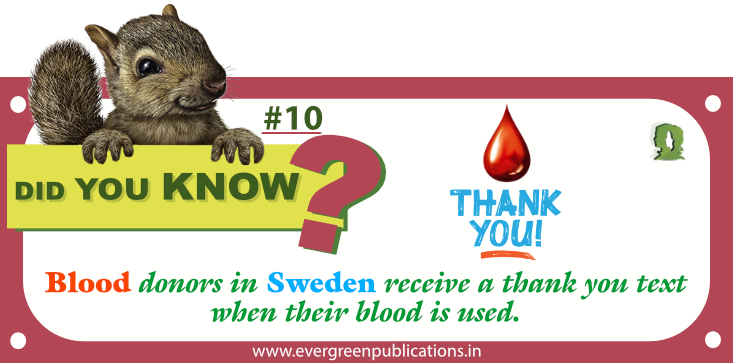 #10
DID YOU KNOW ?
THANK
YOU!
Blood donors in Sweden receive a thank you text
when their blood is used.
www.evergreenpublications.in